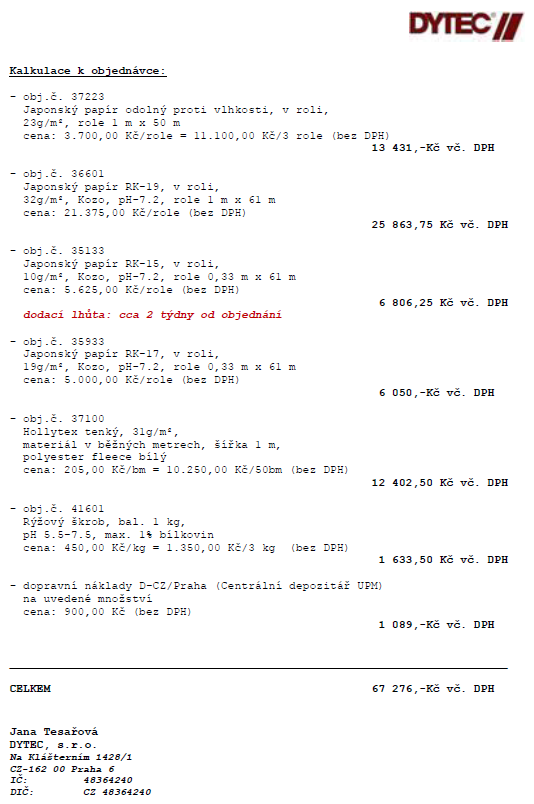 DYTEC
Kalkulace k objednávce:
- obj.č. 37223
Japonský papír odolný proti vlhkosti, v roli,
23g/m², role 1 m x 50 m
cena: 3.700,00 Kč/role = 11.100,00 Kč/3 role (bez DPH)
13 431,-Kč vč. DPH
- obj.č. 36601
Japonský papír RK-19, v roli,
32g/m², Kozo, pH-7.2, role 1 m x 61 m
cena: 21.375,00 Kč/role (bez DPH)
25 863,75 Kč vč. DPH
- obj.č. 35133
Japonský papír RK-15, v roli,
10g/m², Kozo, pH-7.2, role 0,33 m x 61 m
cena: 5.625,00 Kč/role (bez DPH)
6 806,25 Kč vč. DPH
dodací lhůta: cca 2 týdny od objednání
- obj.č. 35933
Japonský papír RK-17, v roli,
19g/m², Kozo, pH-7.2, role 0,33 m x 61 m
cena: 5.000,00 Kč/role (bez DPH)
6 050,-Kč vč. DPH
- obj.č. 37100
Hollytex tenký, 31g/m²,
materiál v běžných metrech, šířka 1 m,
polyester fleece bílý
cena: 205,00 Kč/bm = 10.250,00 Kč/50bm (bez DPH)
12 402,50 Kč vč. DPH
- obj.č. 41601
Rýžový škrob, bal. 1 kg,
pH 5.5-7.5, max. 1% bílkovin
cena: 450,00 Kč/kg = 1.350,00 Kč/3 kg (bez DPH)
1 633,50 Kč vč. DPH
- dopravní náklady D-CZ/Praha (Centrální depozitář UPM)
na uvedené množství
cena: 900,00 Kč (bez DPH)
1 089,-Kč vč. DPH
CELKEM 67 276,-Kč vč. DPH
Jana Tesařová
DYTEC, s.r.o.
Na Klášterním 1428/1
CZ-162 00 Praha 6
IČ: 48364240
DIČ: CZ 48364240